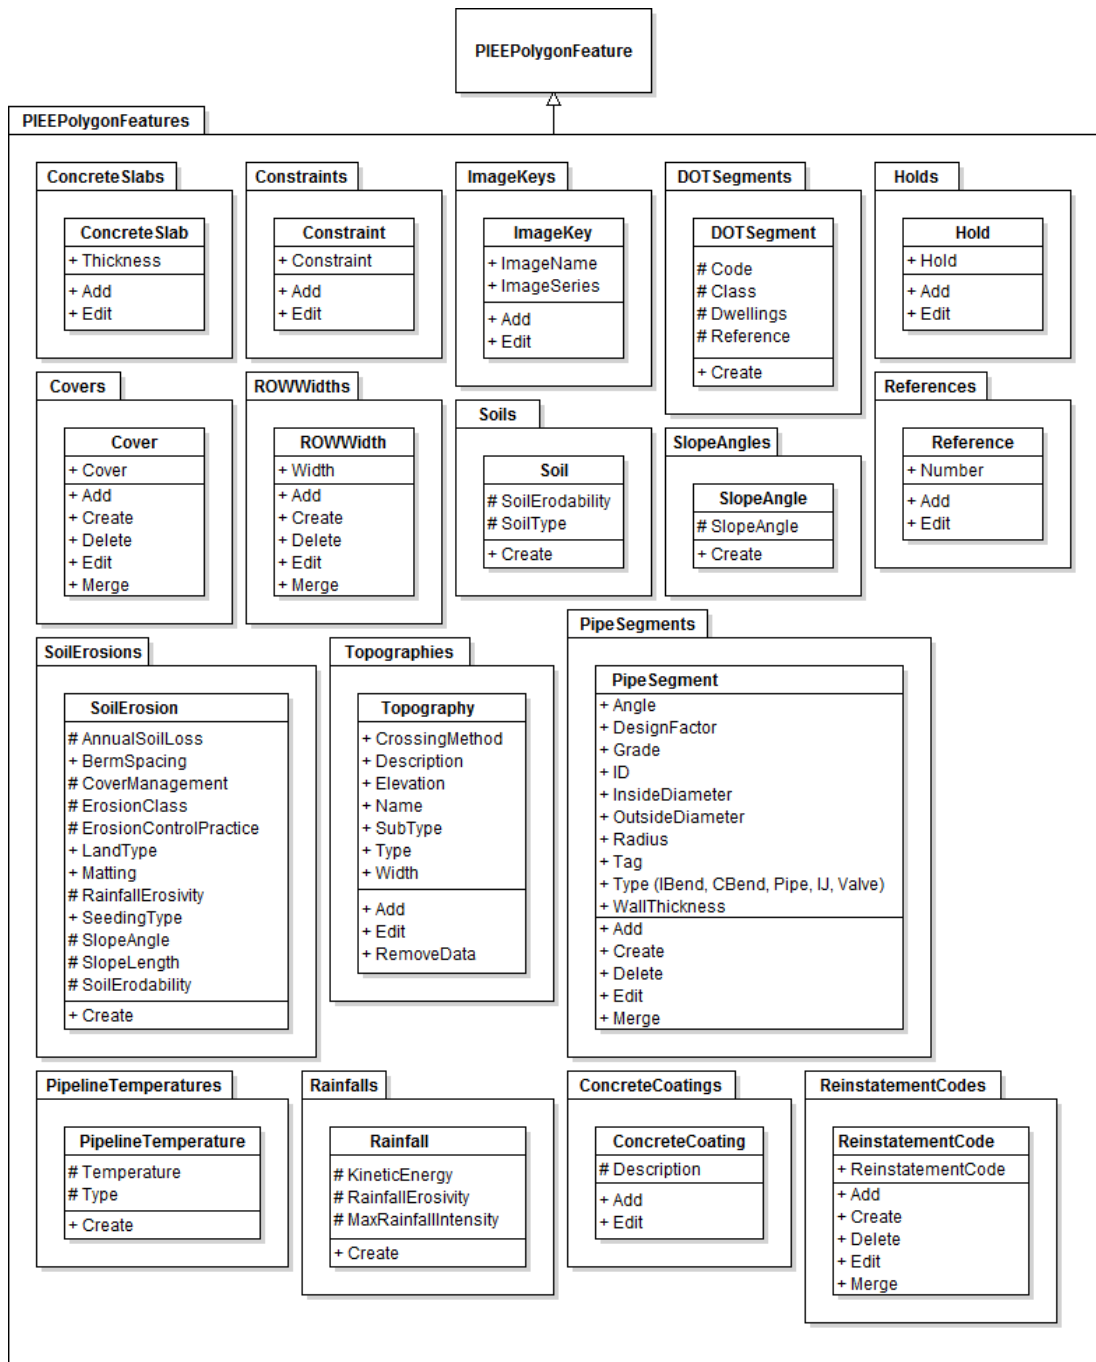 PIEEPolygonFeature
PIEEPolygonFeatures
ConcreteSlabs
ConcreteSlab
+ Thickness
+ Add
+ Edit
Constraints
Constraint
+ Constraint
+ Add
+ Edit
ImageKeys
ImageKey
+ ImageName
+ ImageSeries
+ Add
+ Edit
DOTSegments
DOTSegment
# Code
# Class
# Dwellings
# Reference
+ Create
Holds
Hold
+ Hold
+ Add
+ Edit
Covers
Cover
+ Cover
+ Add
+ Create
+ Delete
+ Edit
+ Merge
ROWWidths
ROWWidth
+ Width
+ Add
+ Create
+ Delete
+ Edit
+ Merge
Soils
Soil
# SoilErodability
# SoilType
+ Create
SlopeAngles
SlopeAngle
# SlopeAngle
+ Create
References
Reference
+ Number
+ Add
+ Edit
SoilErosions
SoilErosion
# AnnualSoilLoss
+ BermSpacing
# CoverManagement
# ErosionClass
# ErosionControlPractice
+ LandType
+ Matting
# RainfallErosivity
+ SeedingType
# SlopeAngle
# SlopeLength
# SoilErodability
+ Create
Topographies
Topography
+ CrossingMethod
+ Description
+ Elevation
+ Name
+ SubType
+ Type
+ Width
+ Add
+ Edit
+ RemoveData
PipeSegments
PipeSegment
+ Angle
+ DesignFactor
+ Grade
+ ID
+ InsideDiameter
+ OutsideDiameter
+ Radius
+ Tag
+ Type (IBend, CBend, Pipe, IJ, Valve)
+ WallThickness
+ Add
+ Create
+ Delete
+ Edit
+ Merge
PipelineTemperatures
PipelineTemperature
# Temperature
# Type
+ Create
Rainfalls
Rainfall
# KineticEnergy
# RainfallErosivity
# MaxRainfallIntensity
+ Create
ConcreteCoatings
ConcreteCoating
# Description
+ Add
+ Edit
ReinstatementCodes
ReinstatementCode
+ ReinstatementCode
+ Add
+ Create
+ Delete
+ Edit
+ Merge